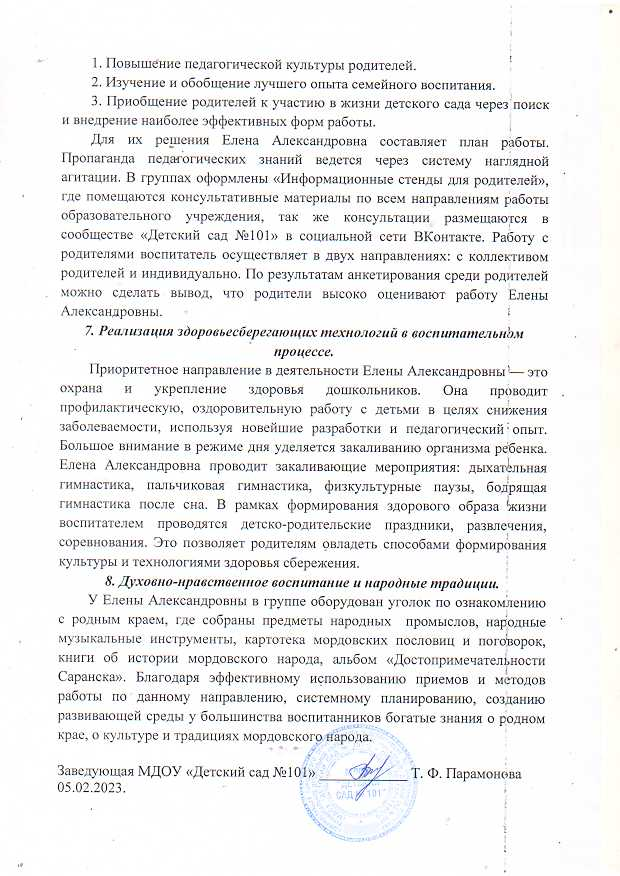 1. Повышение педагогической культуры родителей.
2. Изучение и обобщение лучшего опыта семейного воспитания.
3. Приобщение родителей к участию в жизни детского сада через поиск
и внедрение наиболее эффективных форм работы.
Для их решения Елена Александровна составляет план работы.
Пропаганда педагогических знаний ведется через систему наглядной
агитации. В группах оформлены «Информационные стенды для родителей»,
где помещаются консультативные материалы по всем направлениям работы
образовательного учреждения, так же консультации размещаются в
сообществе «Детский сад №101» в социальной сети ВКонтакте. Работу с
родителями воспитатель осуществляет в двух направлениях: с коллективом
родителей и индивидуально. По результатам анкетирования среди родителей
можно сделать вывод, что родители высоко оценивают работу Елены
Александровны.
7. Реализация здоровьесберегающих технологий в воспитательном
процессе.
Приоритетное направление в деятельности Елены Александровны — это
охрана и укрепление здоровья дошкольников. Она проводит
профилактическую, оздоровительную работу с детьми в целях снижения
заболеваемости, используя новейшие разработки и педагогический опыт.
Большое внимание в режиме дня уделяется закаливанию организма ребенка.
Елена Александровна проводит закаливающие мероприятия: дыхательная
гимнастика, пальчиковая гимнастика, физкультурные паузы, бодрящая
гимнастика после сна. В рамках формирования здорового образа жизни
воспитателем проводятся детско-родительские праздники, развлечения,
соревнования. Это позволяет родителям овладеть способами формирования
культуры и технологиями здоровья сбережения.
8. Духовно-нравственное воспитание и народные традиции.
У Елены Александровны в группе оборудован уголок по ознакомлению
с родным краем, где собраны предметы народных промыслов, народные
музыкальные инструменты, картотека мордовских пословиц и поговорок,
книги об истории мордовского народа, альбом «Достопримечательности
Саранска». Благодаря эффективному использованию приемов и методов
работы по данному направлению, системному планированию, созданию
развивающей среды у большинства воспитанников богатые знания о родном
крае, о культуре и традициях мордовского народа.
Заведующая МДОУ «Детский сад №101» ____________ Т. Ф. Парамонова
05.02.2023.
САД № 101